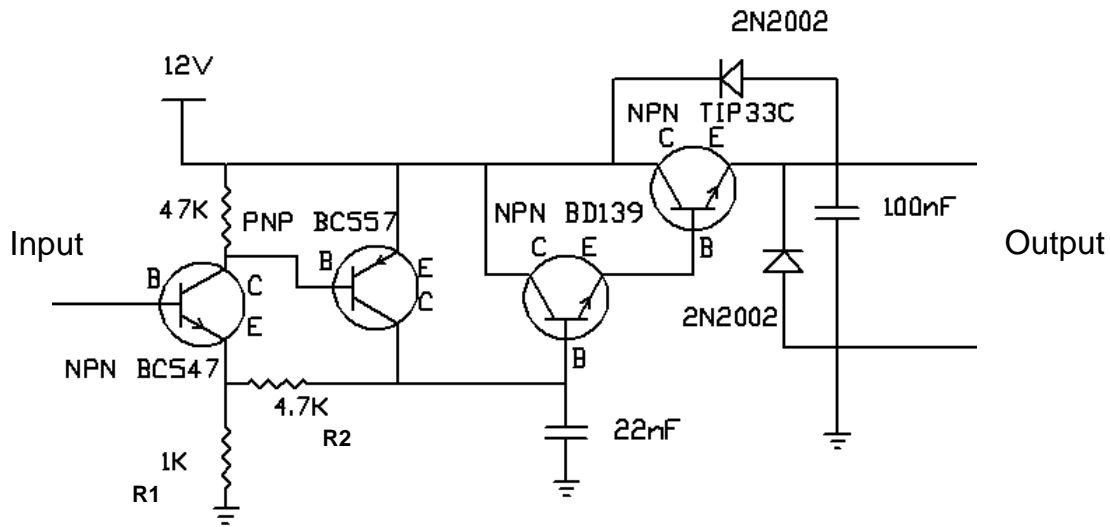 2N2002
12V
NPN TIP33C
C E
47K
PNP BC557
NPN BD139
100nF
Input
Output
B
C E
B
B
C
E
C
E
2N2002
B
NPN BC547
4.7K
R2
22nF
1K
R1